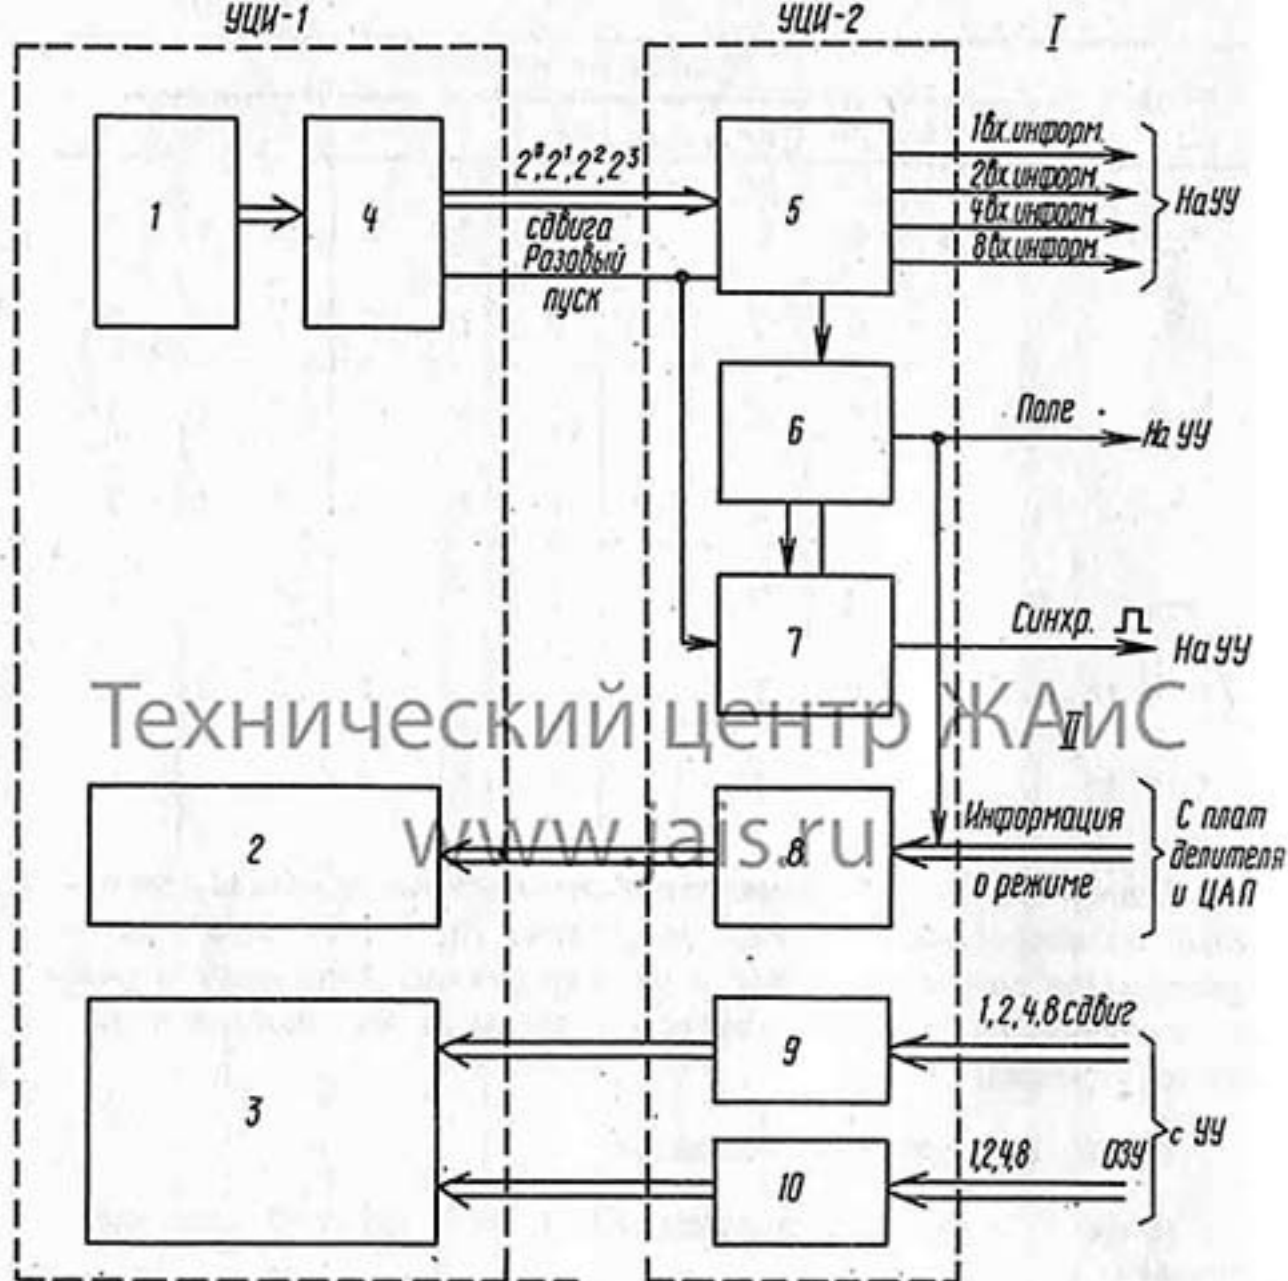 УЦИ-1
УЦИ-2
I
1
4
2⁰, 2¹, 2², 2³
сдвига
Разовый
пуск
5
1вх.информ.
2вх.информ.
4вх.информ.
8вх.информ.
На УУ
6
Поле
На УУ
7
Синхр.
На УУ
Технический центр ЖАиС
www.jais.ru
II
2
8
Информация
о режиме
С плат
делителя
и ЦАП
3
9
1, 2, 4, 8 сдвиг
10
1,2,4,8 ОЗУ
с УУ